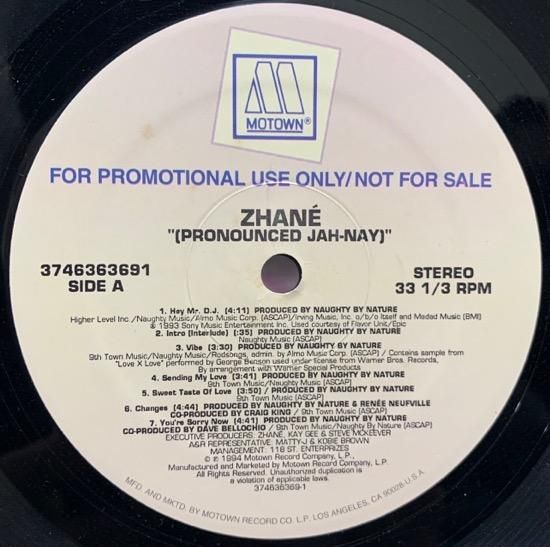 MOTOWN®
FOR PROMOTIONAL USE ONLY/NOT FOR SALE
ZHANÉ
"(PRONOUNCED JAH-NAY)"
3746363691
SIDE A
STEREO
33 1/3 RPM
1. Hey Mr. D.J. (4:11) PRODUCED BY NAUGHTY BY NATURE
Higher Level Inc./Naughty Music/Almo Music Corp. (ASCAP)/Irving Music, Inc. o/b/o Itself and Medad Music (BMI)
℗ 1993 Sony Music Entertainment Inc. Used courtesy of Flavor Unit/Epic
2. Intro (Interlude) (:35) PRODUCED BY NAUGHTY BY NATURE
Naughty Music (ASCAP)
3. Vibe (3:30) PRODUCED BY NAUGHTY BY NATURE
9th Town Music/Naughty Music/Rodsongs, admin. by Almo Music Corp. (ASCAP) / Contains sample from
"Love X Love" performed by George Benson used under license from Warner Bros. Records,
By arrangement with Warner Special Products
4. Sending My Love (3:41) PRODUCED BY NAUGHTY BY NATURE
9th Town Music/Naughty Music (ASCAP)
5. Sweet Taste Of Love (3:50) / PRODUCED BY NAUGHTY BY NATURE
9th Town Music/Naughty Music (ASCAP)
6. Changes (4:44) PRODUCED BY NAUGHTY BY NATURE & RENÉE NEUFVILLE
CO-PRODUCED BY CRAIG KING / 9th Town Music (ASCAP)
7. You're Sorry Now (4:41) PRODUCED BY NAUGHTY BY NATURE
CO-PRODUCED BY DAVE BELLOCHIO / 9th Town Music/Naughty By Nature (ASCAP)
EXECUTIVE PRODUCERS: ZHANÉ, KAY GEE & STEVE MCKEEVER
A&R REPRESENTATIVE: MATTY-J & KOBIE BROWN
MANAGEMENT: 118 ST. ENTERPRIZES
℗ © 1994 Motown Record Company, L.P.,
Manufactured and Marketed by Motown Record Company, L.P.
All Rights Reserved. Unauthorized duplication is
a violation of applicable laws.
374636369-1
MFD. AND MKTD. BY MOTOWN RECORD CO. L.P. LOS ANGELES, CA 90028-U.S.A.